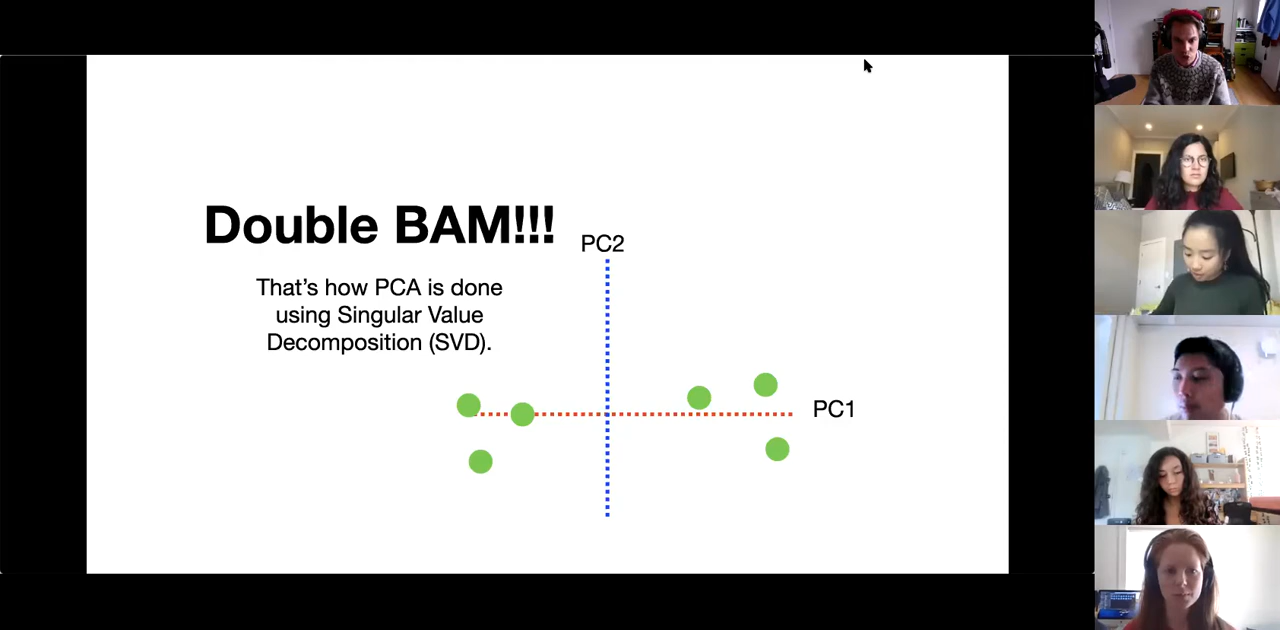 Double BAM!!!
PC2
That’s how PCA is done
using Singular Value
Decomposition (SVD).
PC1